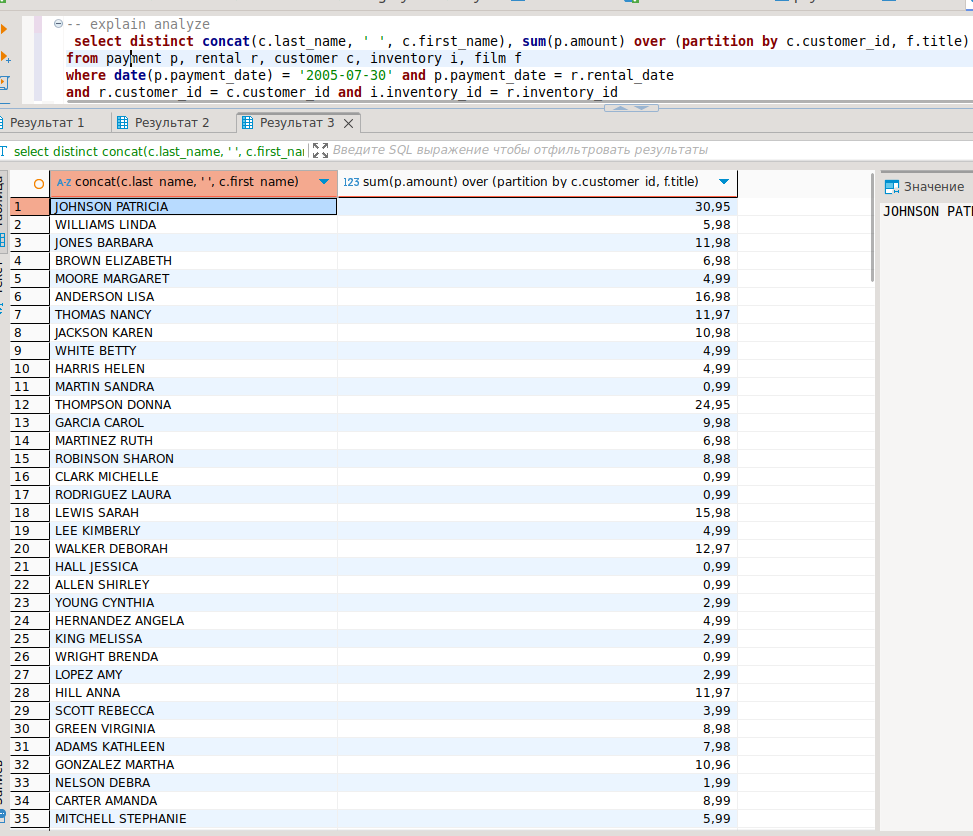 -- explain analyze
select distinct concat(c.last_name, ' ', c.first_name), sum(p.amount) over (partition by c.customer_id, f.title)
from payment p, rental r, customer c, inventory i, film f
where date(p.payment_date) = '2005-07-30' and p.payment_date = r.rental_date
and r.customer_id = c.customer_id and i.inventory_id = r.inventory_id
Результат 1 Результат 2 Результат 3
select distinct concat(c.last_name, ' ', c.first_nar Введите SQL выражение чтобы отфильтровать результаты
A-Z concat(c.last_name, ' ', c.first_name) 123 sum(p.amount) over (partition by c.customer_id, f.title) Значение
1 JOHNSON PATRICIA 30,95 JOHNSON PATI
2 WILLIAMS LINDA 5,98
3 JONES BARBARA 11,98
4 BROWN ELIZABETH 6,98
5 MOORE MARGARET 4,99
6 ANDERSON LISA 16,98
7 THOMAS NANCY 11,97
8 JACKSON KAREN 10,98
9 WHITE BETTY 4,99
10 HARRIS HELEN 4,99
11 MARTIN SANDRA 0,99
12 THOMPSON DONNA 24,95
13 GARCIA CAROL 9,98
14 MARTINEZ RUTH 6,98
15 ROBINSON SHARON 8,98
16 CLARK MICHELLE 0,99
17 RODRIGUEZ LAURA 0,99
18 LEWIS SARAH 15,98
19 LEE KIMBERLY 4,99
20 WALKER DEBORAH 12,97
21 HALL JESSICA 0,99
22 ALLEN SHIRLEY 0,99
23 YOUNG CYNTHIA 2,99
24 HERNANDEZ ANGELA 4,99
25 KING MELISSA 2,99
26 WRIGHT BRENDA 0,99
27 LOPEZ AMY 2,99
28 HILL ANNA 11,97
29 SCOTT REBECCA 3,99
30 GREEN VIRGINIA 8,98
31 ADAMS KATHLEEN 7,98
32 GONZALEZ MARTHA 10,96
33 NELSON DEBRA 1,99
34 CARTER AMANDA 8,99
35 MITCHELL STEPHANIE 5,99